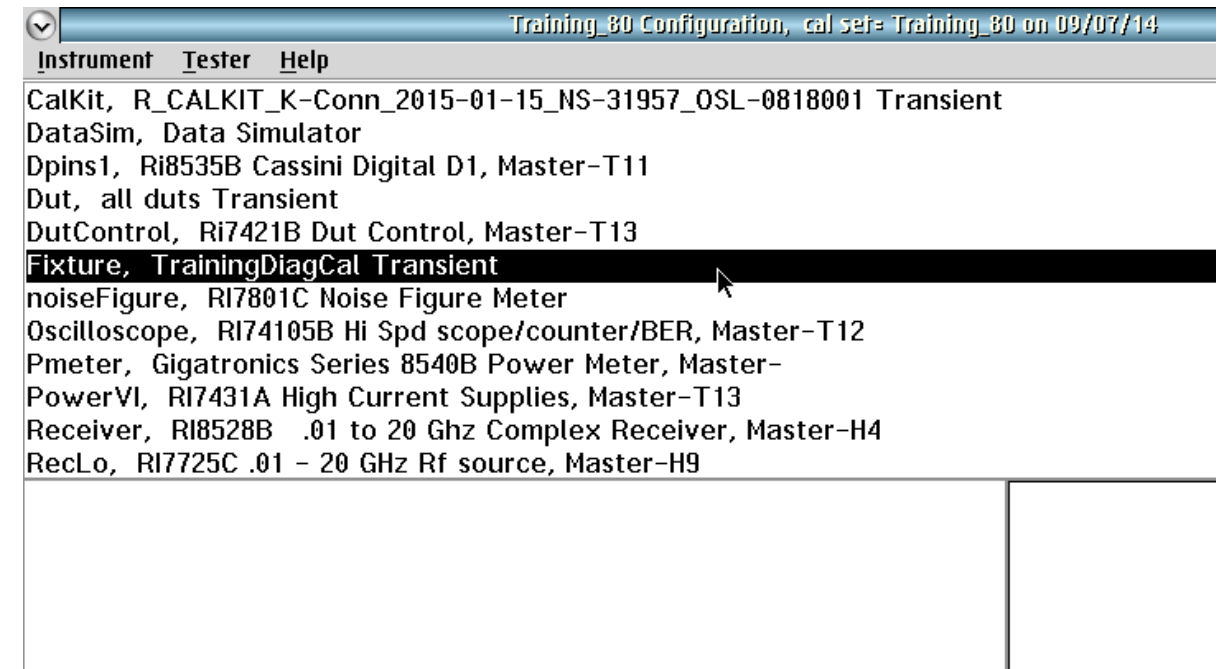 Training_80 Configuration, cal set= Training_80 on 09/07/14
Instrument Tester Help
CalKit, R_CALKIT_K-Conn_2015-01-15_NS-31957_OSL-0818001 Transient
DataSim, Data Simulator
Dpins1, Ri8535B Cassini Digital D1, Master-T11
Dut, all duts Transient
DutControl, Ri7421B Dut Control, Master-T13
Fixture, TrainingDiagCal Transient
noiseFigure, RI7801C Noise Figure Meter
Oscilloscope, RI74105B Hi Spd scope/counter/BER, Master-T12
Pmeter, Gigatronics Series 8540B Power Meter, Master-
PowerVI, RI7431A High Current Supplies, Master-T13
Receiver, RI8528B .01 to 20 Ghz Complex Receiver, Master-H4
RecLo, RI7725C .01 - 20 GHz Rf source, Master-H9